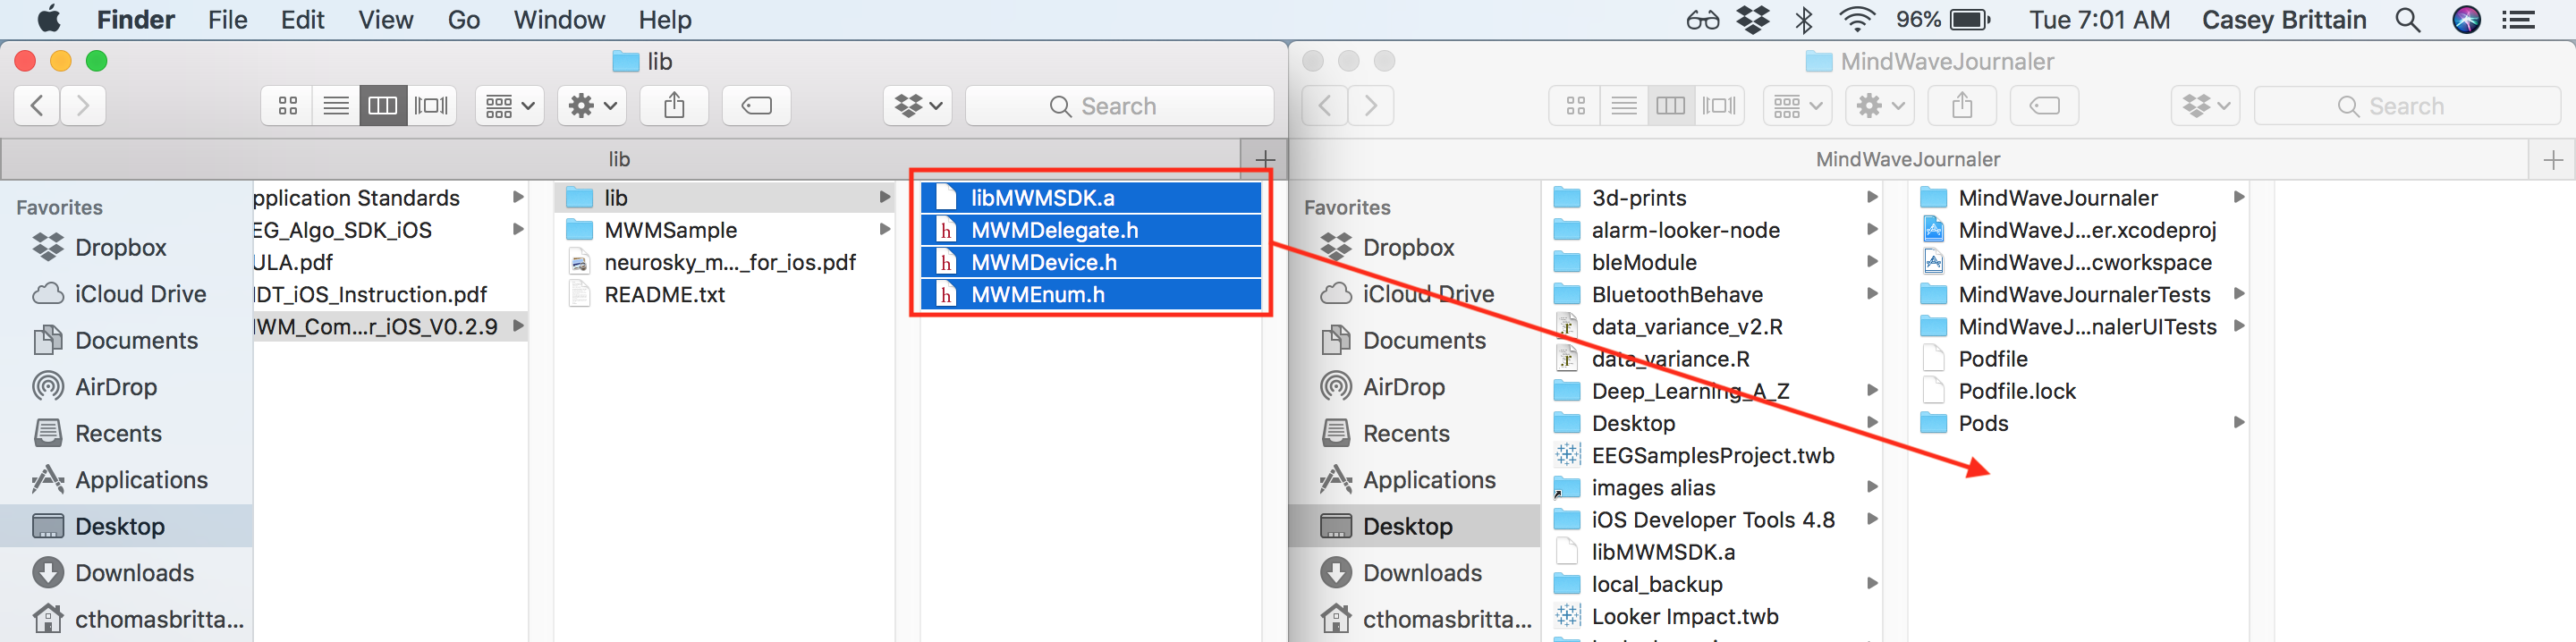 Finder File Edit View Go Window Help 96% Tue 7:01 AM Casey Brittain
lib
Search
lib
Favorites
Dropbox
iCloud Drive
Documents
AirDrop
Recents
Applications
Desktop
Downloads
cthomasbritta...
pplication Standards
EG_Algo_SDK_iOS
ULA.pdf
DT_iOS_Instruction.pdf
WM_Com...r_iOS_V0.2.9
lib
MWMSample
neurosky_m..._for_ios.pdf
README.txt
libMWMSDK.a
h MWMDelegate.h
h MWMDevice.h
h MWMEnum.h
MindWaveJournaler
Search
MindWaveJournaler
Favorites
Dropbox
iCloud Drive
Documents
AirDrop
Recents
Applications
Desktop
Downloads
cthomasbritta...
3d-prints
alarm-looker-node
bleModule
BluetoothBehave
data_variance_v2.R
data_variance.R
Deep_Learning_A_Z
Desktop
EEGSamplesProject.twb
images alias
iOS Developer Tools 4.8
libMWMSDK.a
local_backup
Looker Impact.twb
MindWaveJournaler
MindWaveJ...er.xcodeproj
MindWaveJ...cworkspace
MindWaveJournalerTests
MindWaveJ...nalerUITests
Podfile
Podfile.lock
Pods